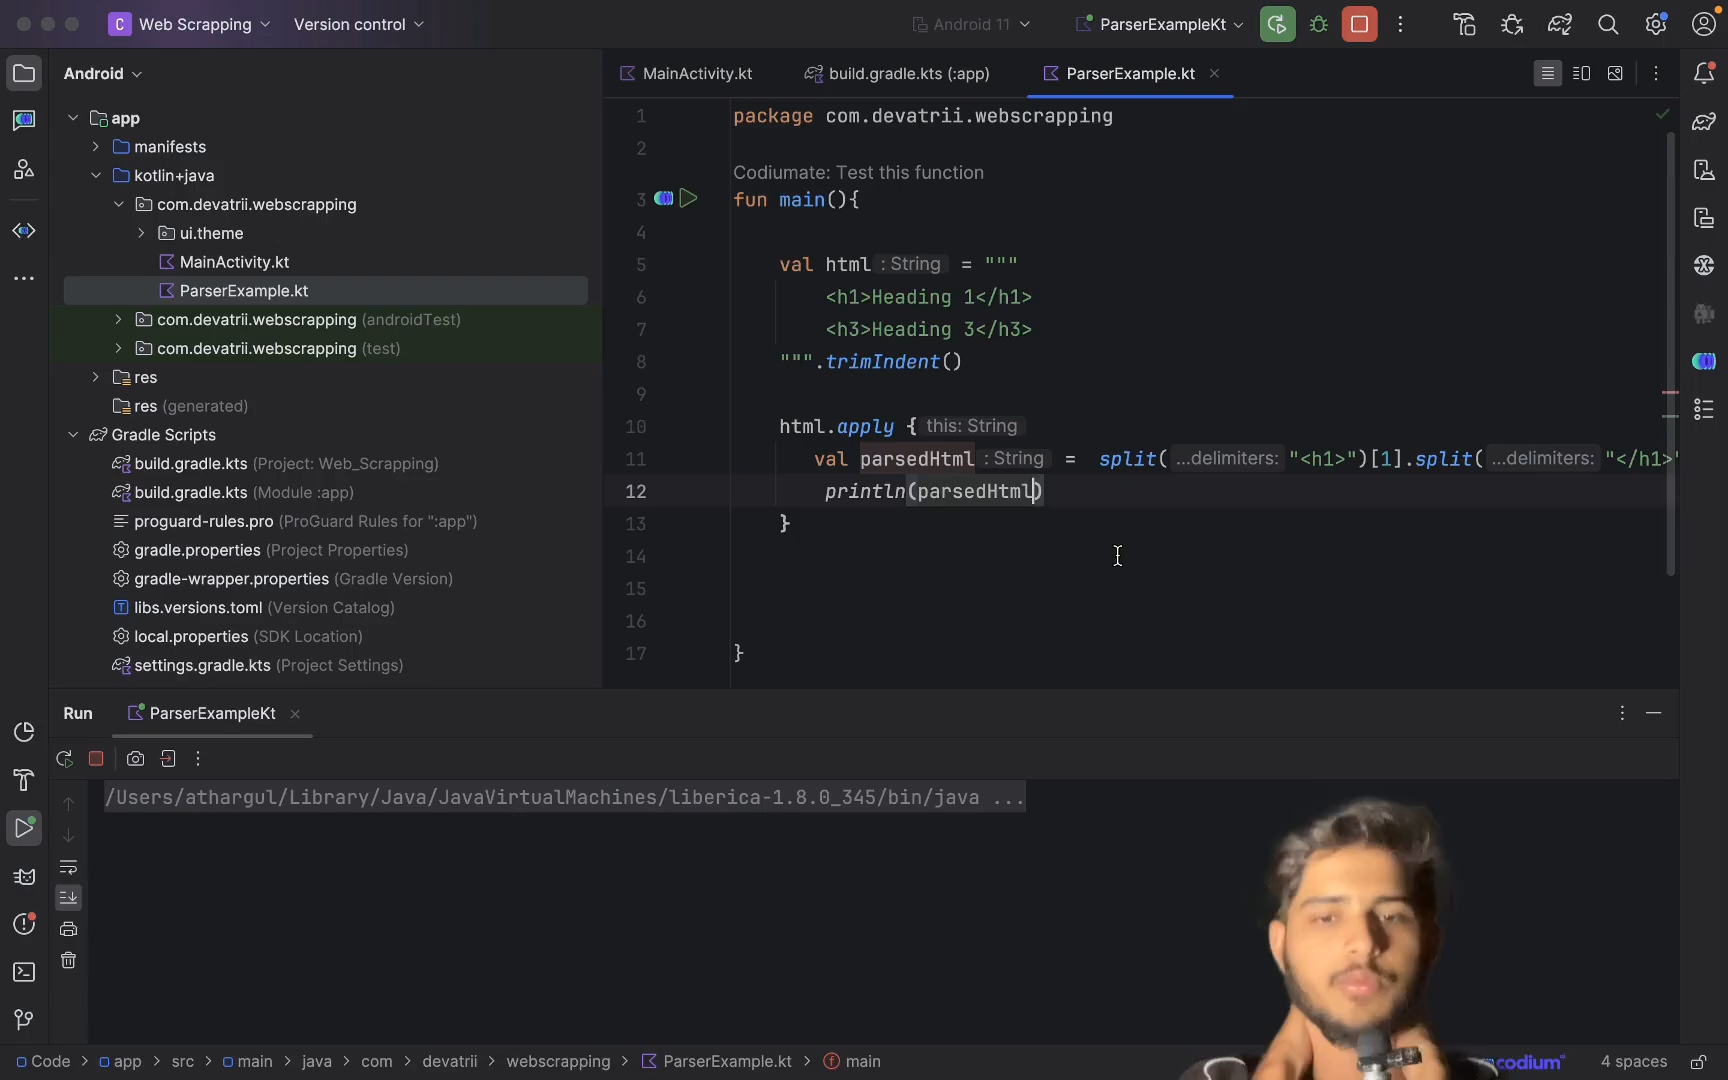 C Web Scrapping Version control Android 11 ParserExampleKt
Android
MainActivity.kt build.gradle.kts (:app) ParserExample.kt
app
manifests
kotlin+java
com.devatrii.webscrapping
ui.theme
MainActivity.kt
ParserExample.kt
com.devatrii.webscrapping (androidTest)
com.devatrii.webscrapping (test)
res
res (generated)
Gradle Scripts
build.gradle.kts (Project: Web_Scrapping)
build.gradle.kts (Module :app)
proguard-rules.pro (ProGuard Rules for ":app")
gradle.properties (Project Properties)
gradle-wrapper.properties (Gradle Version)
libs.versions.toml (Version Catalog)
local.properties (SDK Location)
settings.gradle.kts (Project Settings)
1 package com.devatrii.webscrapping
2
Codiumate: Test this function
3 fun main(){
4
5 val html : String = """
6 <h1>Heading 1</h1>
7 <h3>Heading 3</h3>
8 """.trimIndent()
9
10 html.apply { this: String
11 val parsedHtml : String = split( ...delimiters: "<h1>")[1].split( ...delimiters: "</h1>"
12 println(parsedHtml)
13 }
14
15
16
17 }
Run ParserExampleKt
/Users/athargul/Library/Java/JavaVirtualMachines/liberica-1.8.0_345/bin/java ...
Code > app > src > main > java > com > devatrii > webscrapping > ParserExample.kt > main
codium 4 spaces